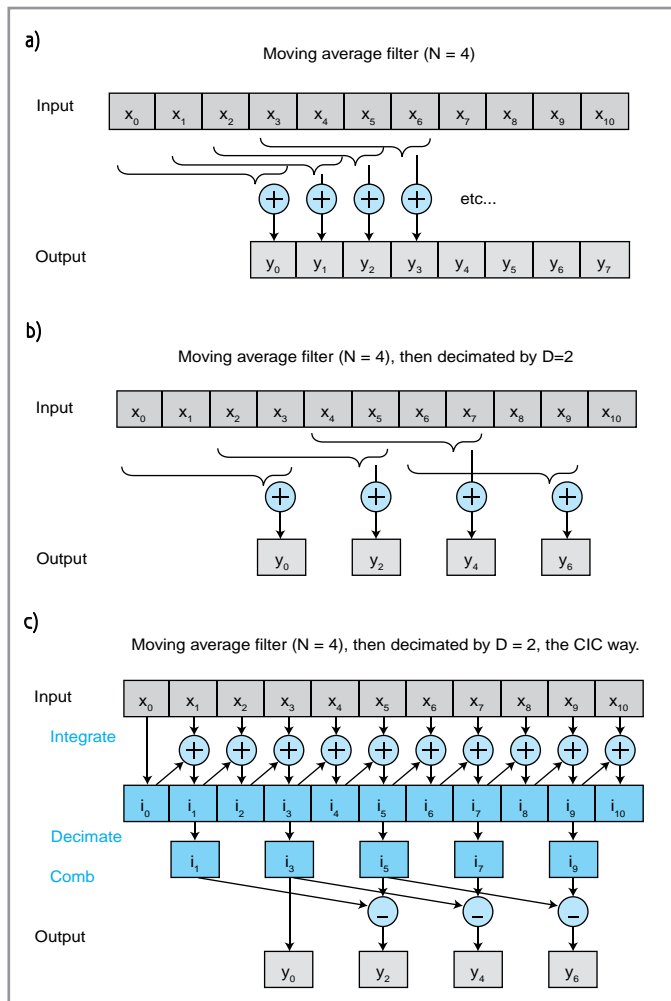 a)
Moving average filter (N = 4)
Input
x₀ x₁ x₂ x₃ x₄ x₅ x₆ x₇ x₈ x₉ x₁₀
+ + + + etc...
Output
y₀ y₁ y₂ y₃ y₄ y₅ y₆ y₇
b)
Moving average filter (N = 4), then decimated by D=2
Input
x₀ x₁ x₂ x₃ x₄ x₅ x₆ x₇ x₈ x₉ x₁₀
+ + + +
Output
y₀ y₂ y₄ y₆
c)
Moving average filter (N = 4), then decimated by D = 2, the CIC way.
Input
x₀ x₁ x₂ x₃ x₄ x₅ x₆ x₇ x₈ x₉ x₁₀
Integrate
+ + + + + + + + + +
i₀ i₁ i₂ i₃ i₄ i₅ i₆ i₇ i₈ i₉ i₁₀
Decimate
i₁ i₃ i₅ i₇ i₉
Comb
– – –
Output
y₀ y₂ y₄ y₆